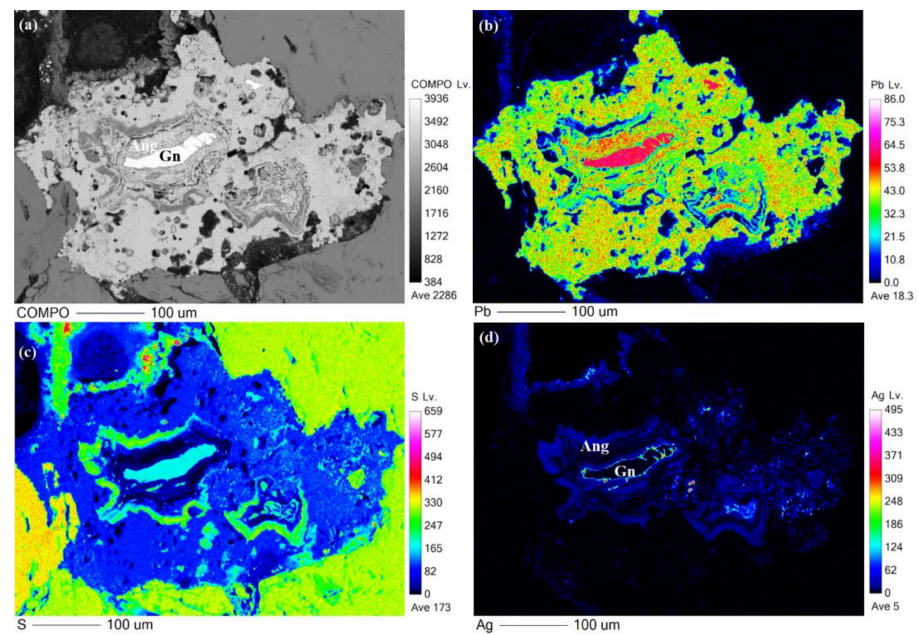 (a)
Ang
Gn
COMPO Lv.
3936
3492
3048
2604
2160
1716
1272
828
384
Ave 2286
COMPO 100 um
(b)
Pb Lv.
86.0
75.3
64.5
53.8
43.0
32.3
21.5
10.8
0.0
Ave 18.3
Pb 100 um
(c)
S Lv.
659
577
494
412
330
247
165
82
0
Ave 173
S 100 um
(d)
Ang
Gn
Ag Lv.
495
433
371
309
248
186
124
62
0
Ave 5
Ag 100 um